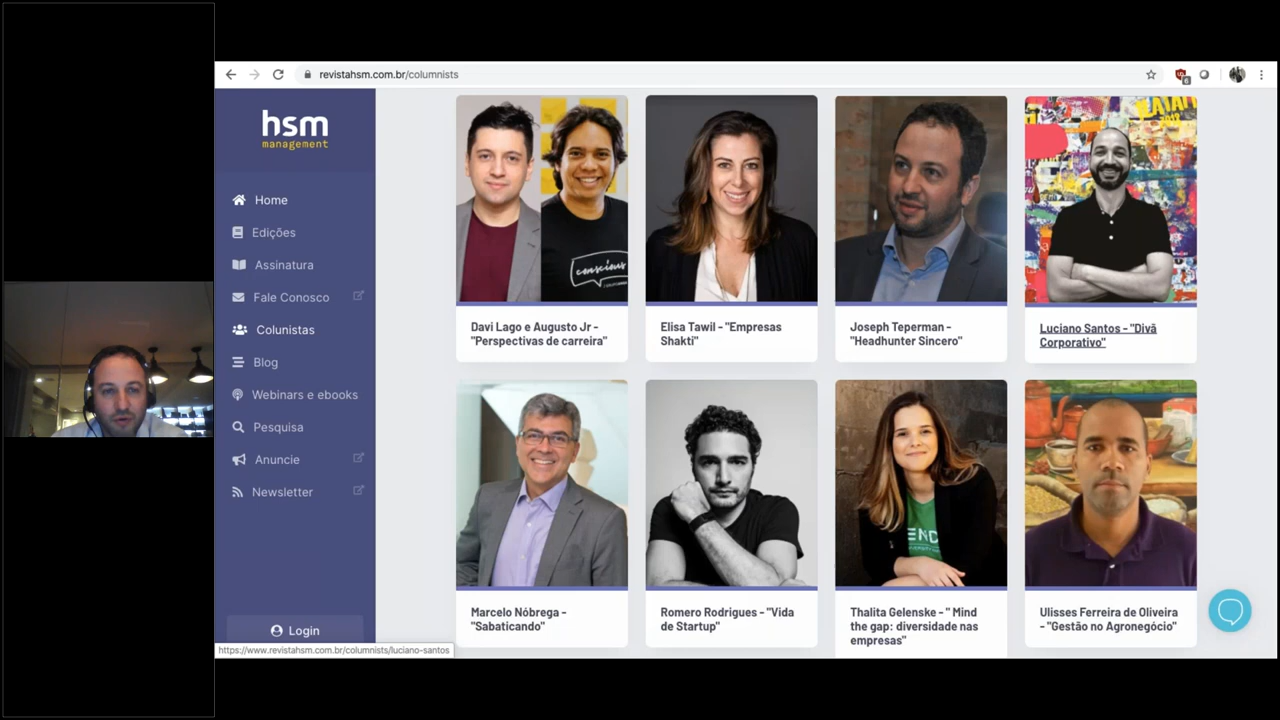 revistahsm.com.br/columnists
6
hsm
management
Home
Edições
Assinatura
Fale Conosco
Colunistas
Blog
Webinars e ebooks
Pesquisa
Anuncie
Newsletter
Login
https://www.revistahsm.com.br/columnists/luciano-santos
conscious
Davi Lago e Augusto Jr -
"Perspectivas de carreira"
Elisa Tawil - "Empresas
Shakti"
Joseph Teperman -
"Headhunter Sincero"
Luciano Santos - "Divã
Corporativo"
Marcelo Nóbrega -
"Sabaticando"
Romero Rodrigues - "Vida
de Startup"
Thalita Gelenske - " Mind
the gap: diversidade nas
empresas"
Ulisses Ferreira de Oliveira
- "Gestão no Agronegócio"